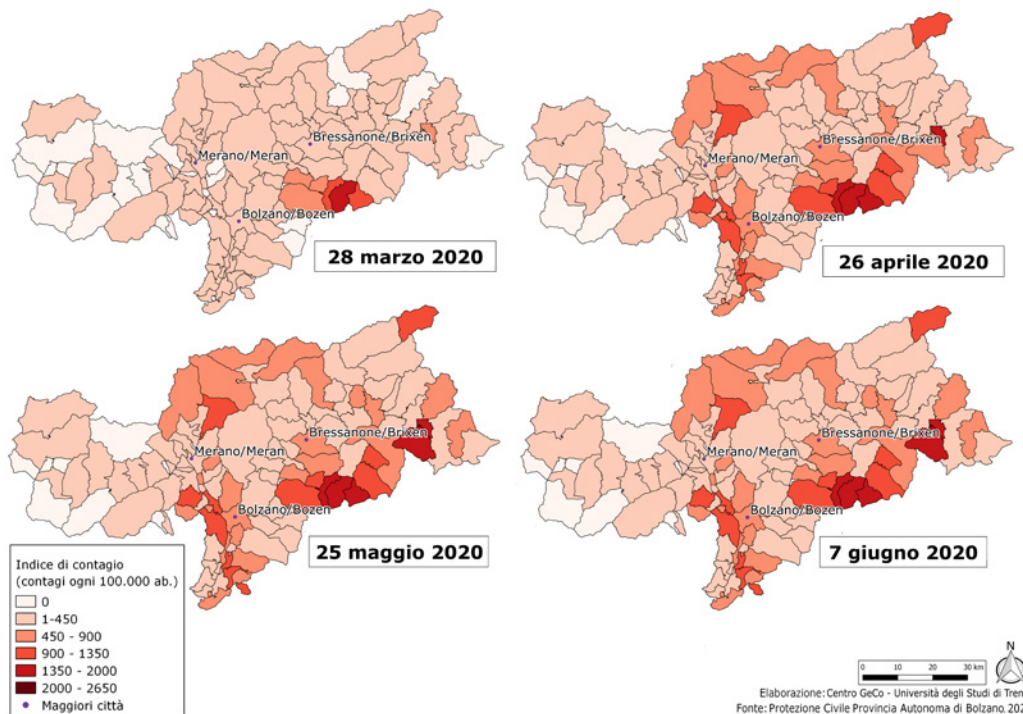 Bressanone/Brixen
Merano/Meran
Bolzano/Bozen
28 marzo 2020
Bressanone/Brixen
Merano/Meran
Bolzano/Bozen
26 aprile 2020
Bressanone/Brixen
Merano/Meran
Bolzano/Bozen
25 maggio 2020
Bressanone/Brixen
Merano/Meran
Bolzano/Bozen
7 giugno 2020
Indice di contagio
(contagi ogni 100.000 ab.)
0
1-450
450 - 900
900 - 1350
1350 - 2000
2000 - 2650
Maggiori città
N
0 10 20 30 km
Elaborazione: Centro GeCo - Università degli Studi di Tren
Fonte: Protezione Civile Provincia Autonoma di Bolzano, 202